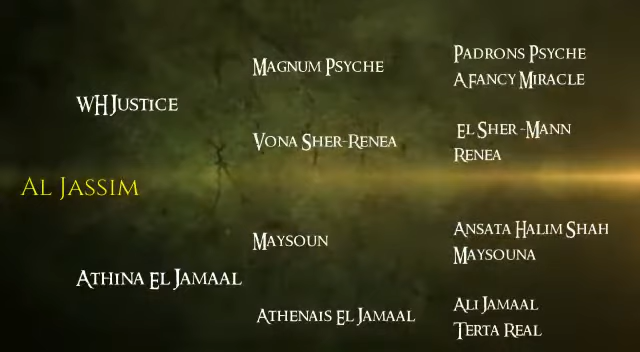 Padrons Psyche
Magnum Psyche
A Fancy Miracle
WH Justice
El Sher-Mann
Vona Sher-Renea
Renea
Al Jassim
Ansata Halim Shah
Maysoun
Maysouna
Athina El Jamaal
Ali Jamaal
Athenais El Jamaal
Terta Real